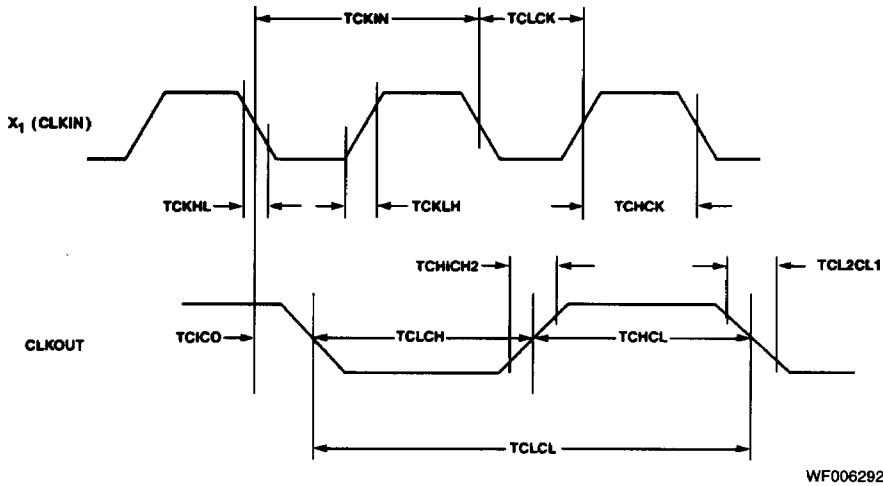 TCKIN
TCLCK
X1 (CLKIN)
TCKHL
TCKLH
TCHCK
TCHICH2
TCL2CL1
CLKOUT
TCICO
TCLCH
TCHCL
TCLCL
WF006292